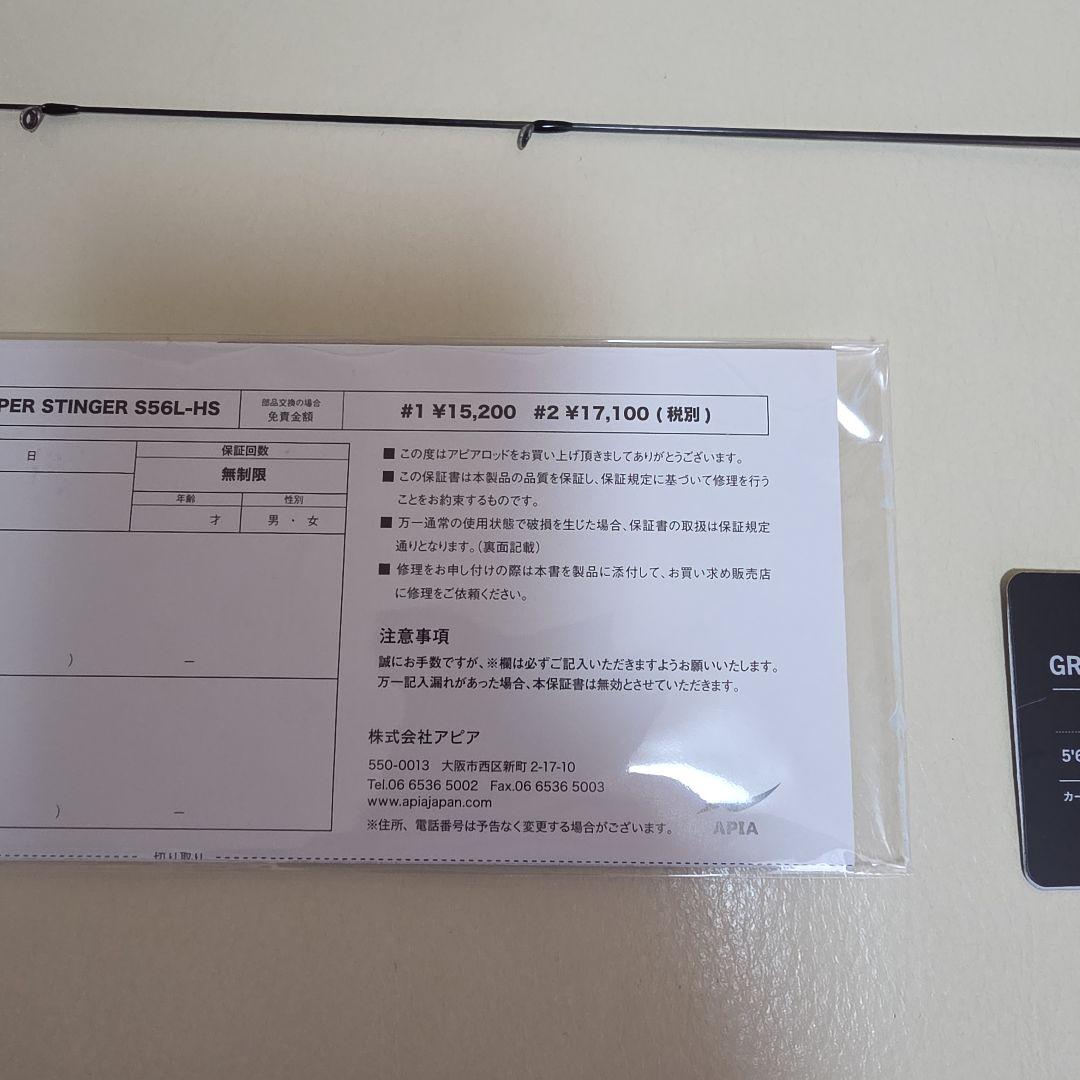 PER STINGER S56L-HS
部品交換の場合
免責金額
#1 ¥15,200 #2 ¥17,100 (税別)
日
保証回数
無制限
年齢
性別
才
男 ・ 女
)
–
)
–
■ この度はアピアロッドをお買い上げ頂きましてありがとうございます。
■ この保証書は本製品の品質を保証し、保証規定に基づいて修理を行う
ことをお約束するものです。
■ 万一通常の使用状態で破損を生じた場合、保証書の取扱は保証規定
通りとなります。(裏面記載)
■ 修理をお申し付けの際は本書を製品に添付して、お買い求め販売店
に修理をご依頼ください。
注意事項
誠にお手数ですが、※欄は必ずご記入いただきますようお願いいたします。
万一記入漏れがあった場合、本保証書は無効とさせていただきます。
株式会社アピア
550-0013 大阪市西区新町 2-17-10
Tel.06 6536 5002 Fax.06 6536 5003
www.apiajapan.com
※住所、電話番号は予告なく変更する場合がございます。
APIA
切り取り
GR
5'6
カー